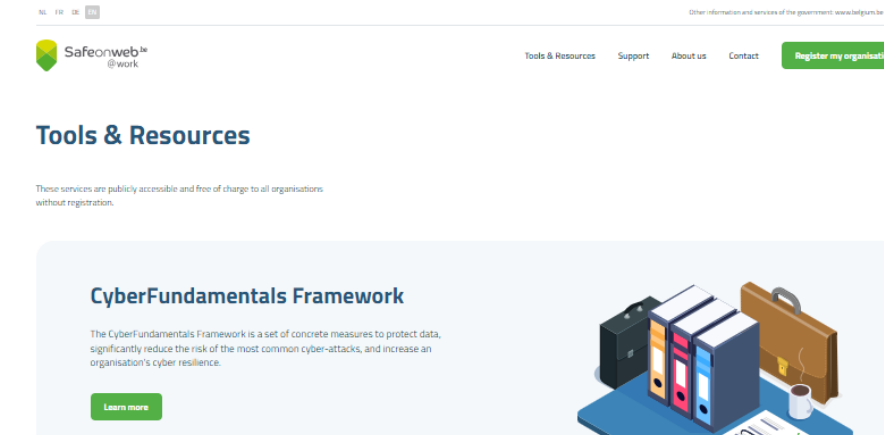 NL FR DE EN
Other information and services of the government: www.belgium.be
Safeonweb.be
@work
Tools & Resources Support About us Contact Register my organisati
Tools & Resources
These services are publicly accessible and free of charge to all organisations
without registration.
CyberFundamentals Framework
The CyberFundamentals Framework is a set of concrete measures to protect data,
significantly reduce the risk of the most common cyber-attacks, and increase an
organisation's cyber resilience.
Learn more